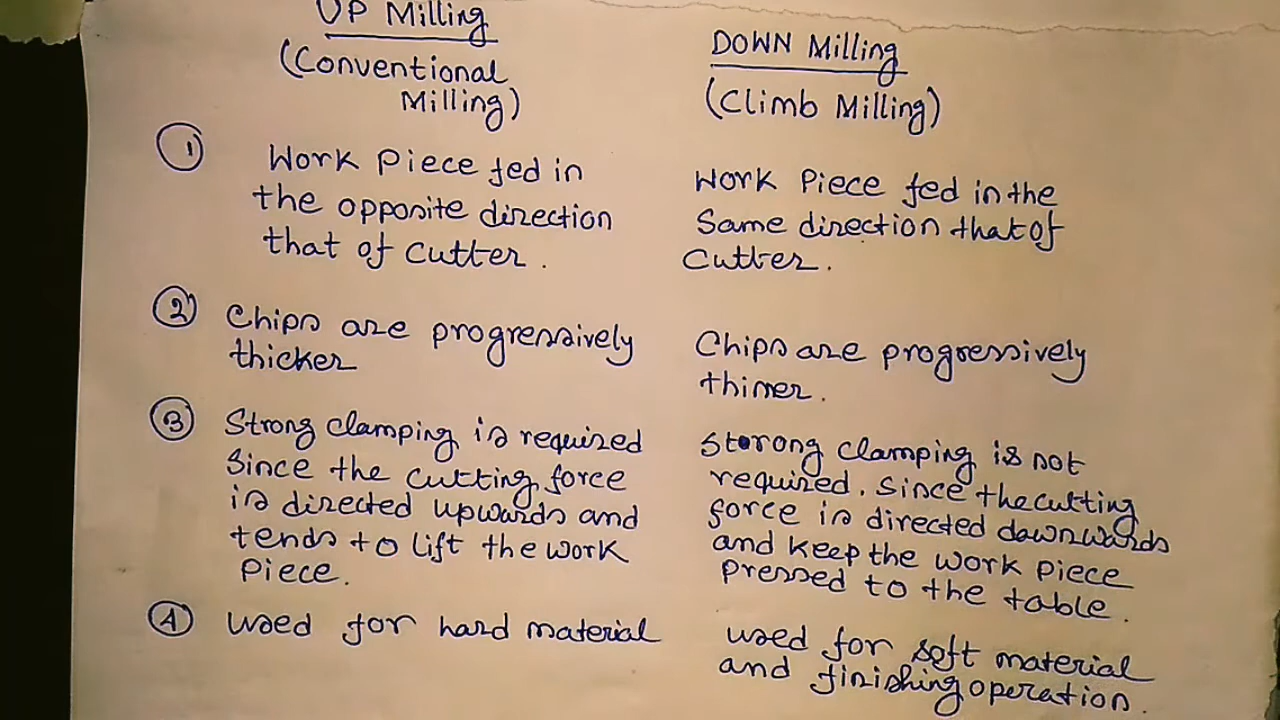 UP Milling
(Conventional
Milling)
① Work Piece fed in
the opposite direction
that of cutter.
② Chips are progressively
thicker
③ Strong clamping is required
Since the cutting force
is directed upwards and
tends to lift the work
piece.
④ used for hard material
DOWN Milling
(Climb Milling)
Work Piece fed in the
Same direction that of
Cutter.
Chips are progressively
thinner.
Storong clamping is not
required. Since the cutting
force is directed dawnwards
and keep the work piece
pressed to the table.
used for soft material
and finishing operation.